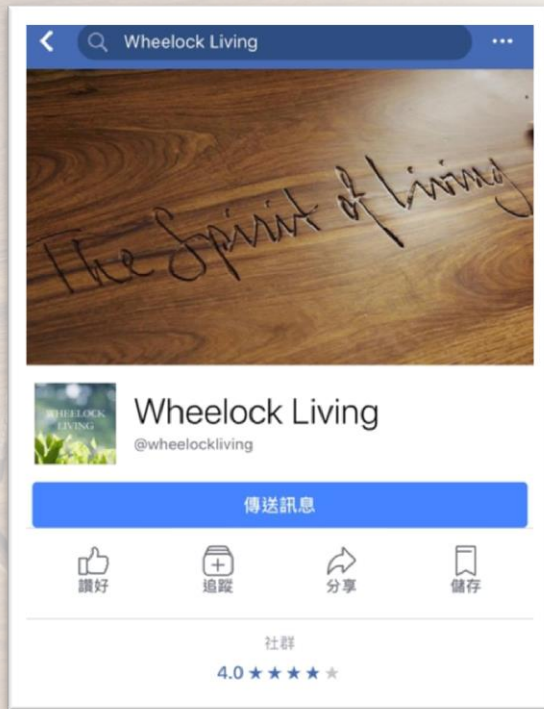 Wheelock Living
The Spirit of Living
WHEELOCK
LIVING
Wheelock Living
@wheelockliving
傳送訊息
讚好
追蹤
分享
儲存
社群
4.0